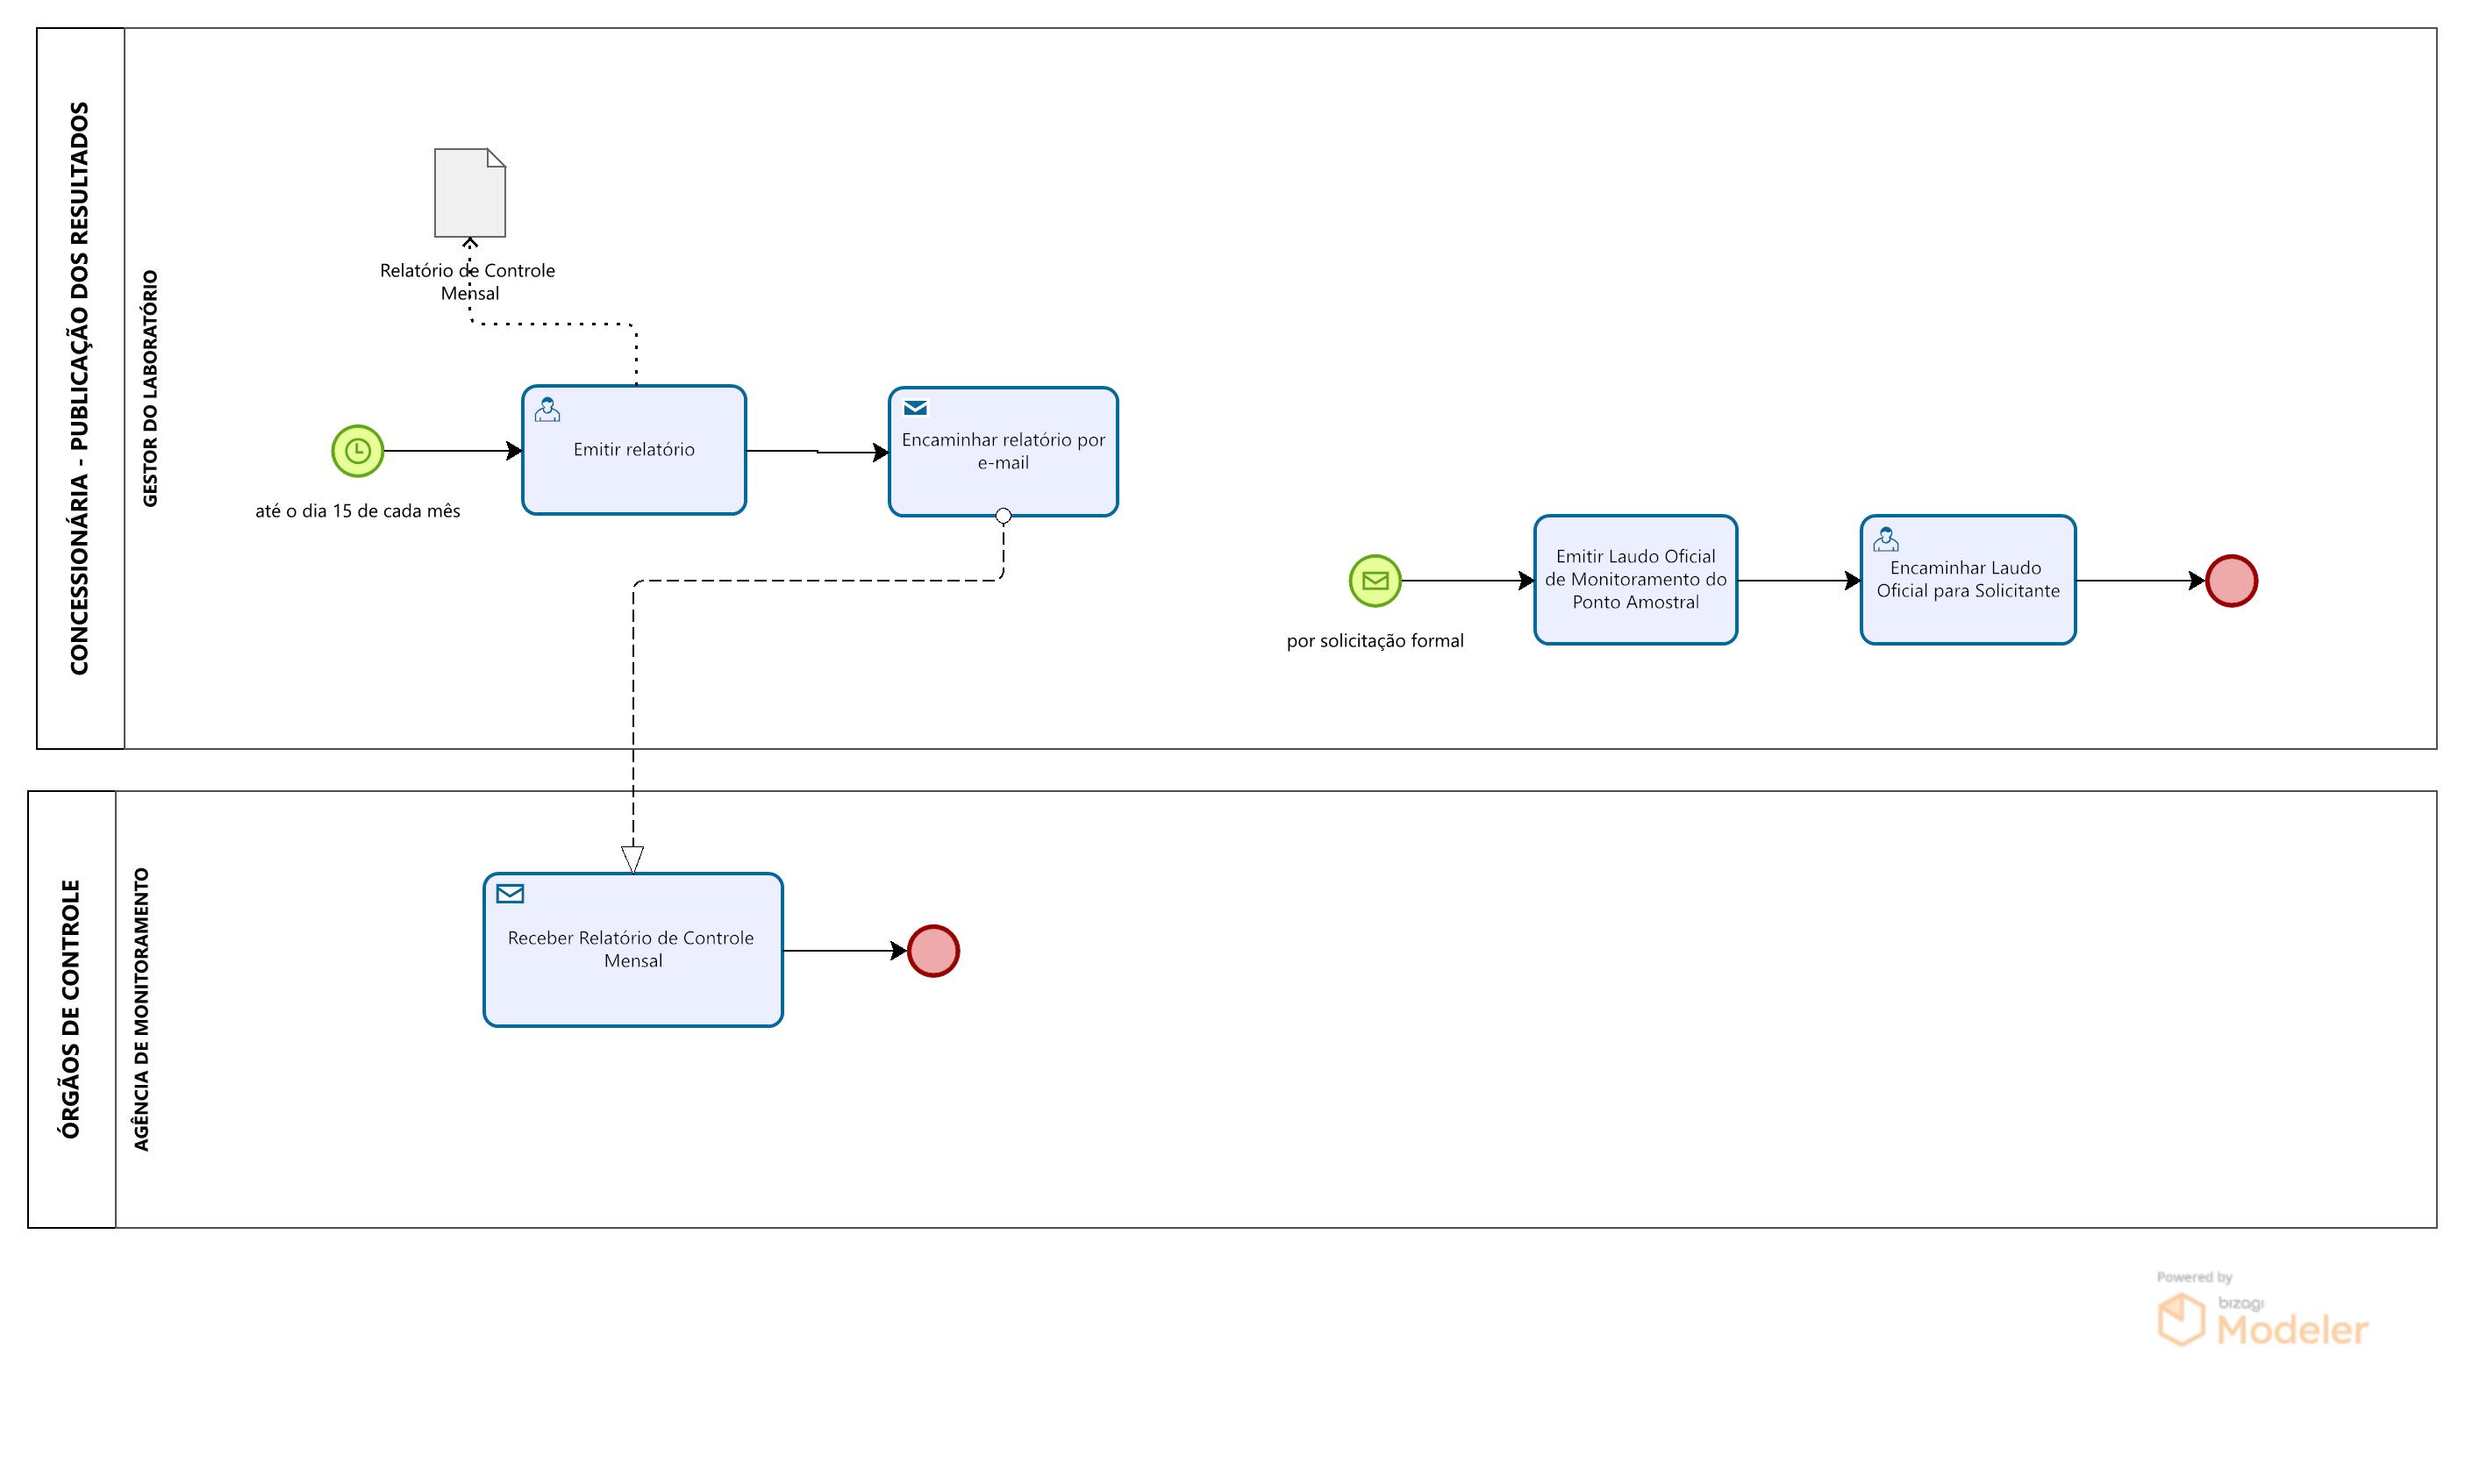 CONCESSIONÁRIA - PUBLICAÇÃO DOS RESULTADOS
GESTOR DO LABORATÓRIO
Relatório de Controle
Mensal
até o dia 15 de cada mês
Emitir relatório
Encaminhar relatório por
e-mail
por solicitação formal
Emitir Laudo Oficial
de Monitoramento do
Ponto Amostral
Encaminhar Laudo
Oficial para Solicitante
ÓRGÃOS DE CONTROLE
AGÊNCIA DE MONITORAMENTO
Receber Relatório de Controle
Mensal
Powered by
bizagi
Modeler